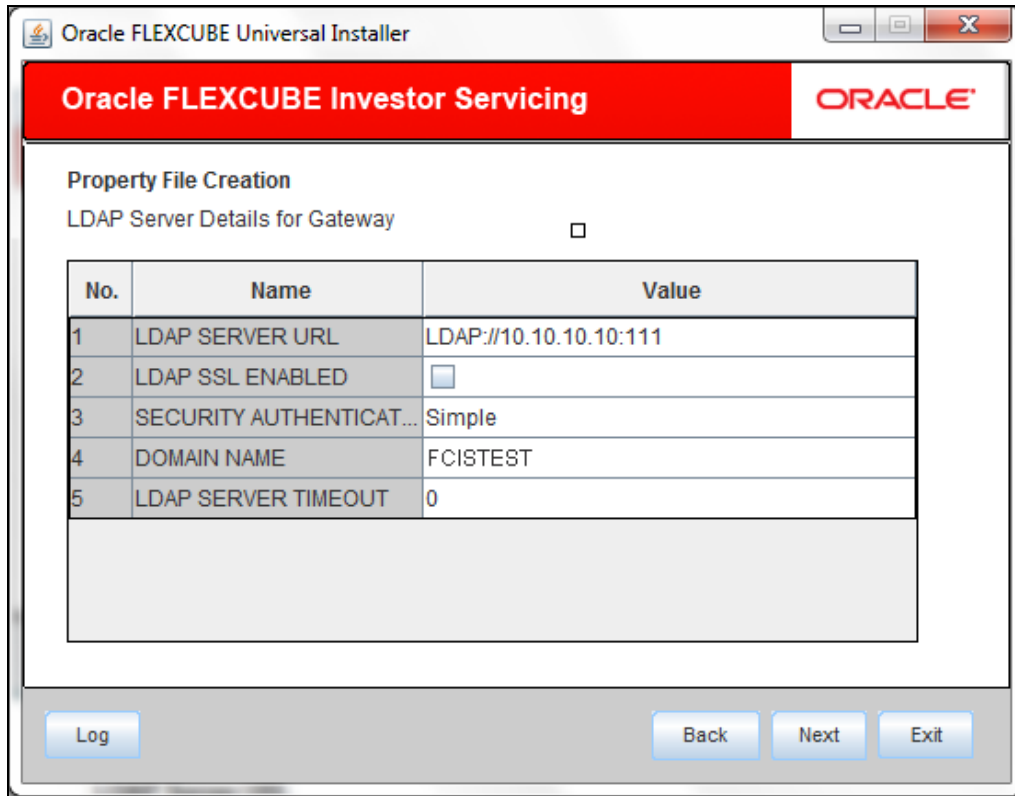 Oracle FLEXCUBE Universal Installer
Oracle FLEXCUBE Investor Servicing ORACLE
Property File Creation
LDAP Server Details for Gateway
No. Name Value
1 LDAP SERVER URL LDAP://10.10.10.10:111
2 LDAP SSL ENABLED
3 SECURITY AUTHENTICAT... Simple
4 DOMAIN NAME FCISTEST
5 LDAP SERVER TIMEOUT 0
Log Back Next Exit